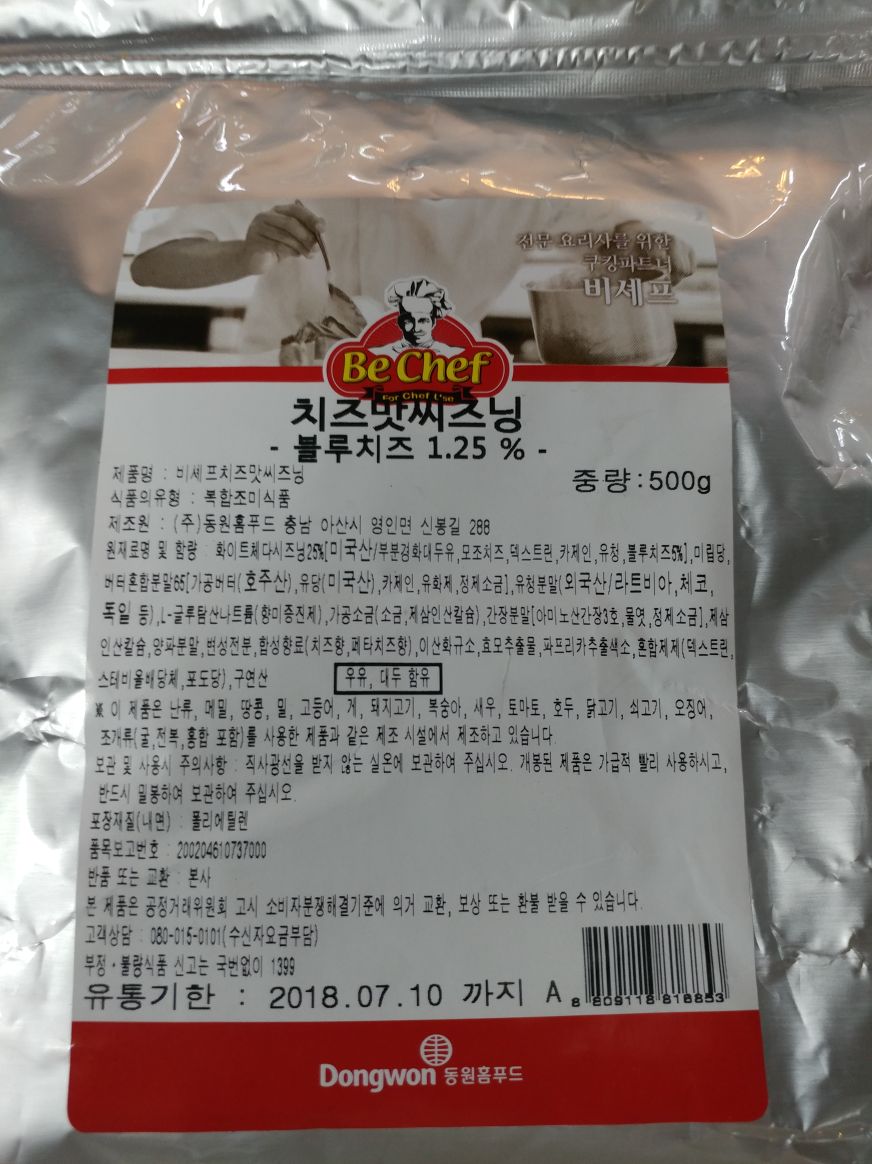 전문 요리사를 위한
쿠킹파트너
비셰프
Be Chef
For Chef Use
치즈맛씨즈닝
- 블루치즈 1.25 % -
제품명 : 비셰프치즈맛씨즈닝
중량:500g
식품의유형 : 복합조미식품
제조원 : (주)동원홈푸드 충남 아산시 영인면 신봉길 288
원재료명 및 함량 : 화이트체다시즈닝25%[미국산/부분경화대두유,모조치즈,덱스트린,카제인,유청,블루치즈5%],미립당,
버터혼합분말65[가공버터(호주산),유당(미국산),카제인,유화제,정제소금],유청분말(외국산/라트비아,체코,
독일 등),L-글루탐산나트륨(향미증진제),가공소금(소금,제삼인산칼슘),간장분말[아미노산간장3호,물엿,정제소금],제삼
인산칼슘,양파분말,변성전분,합성향료(치즈향,페타치즈향),이산화규소,효모추출물,파프리카추출색소,혼합제제(덱스트린,
스테비올배당체,포도당),구연산
우유, 대두 함유
※ 이 제품은 난류, 메밀, 땅콩, 밀, 고등어, 게, 돼지고기, 복숭아, 새우, 토마토, 호두, 닭고기, 쇠고기, 오징어,
조개류(굴,전복,홍합 포함)를 사용한 제품과 같은 제조 시설에서 제조하고 있습니다.
보관 및 사용시 주의사항 : 직사광선을 받지 않는 실온에 보관하여 주십시오. 개봉된 제품은 가급적 빨리 사용하시고,
반드시 밀봉하여 보관하여 주십시오.
포장재질(내면) : 폴리에틸렌
품목보고번호 : 200204610737000
반품 또는 교환 : 본사
본 제품은 공정거래위원회 고시 소비자분쟁해결기준에 의거 교환, 보상 또는 환불 받을 수 있습니다.
고객상담 : 080-015-0101(수신자요금부담)
부정·불량식품 신고는 국번없이 1399
유통기한 : 2018.07.10 까지 A
8 809118 816853
Dongwon 동원홈푸드